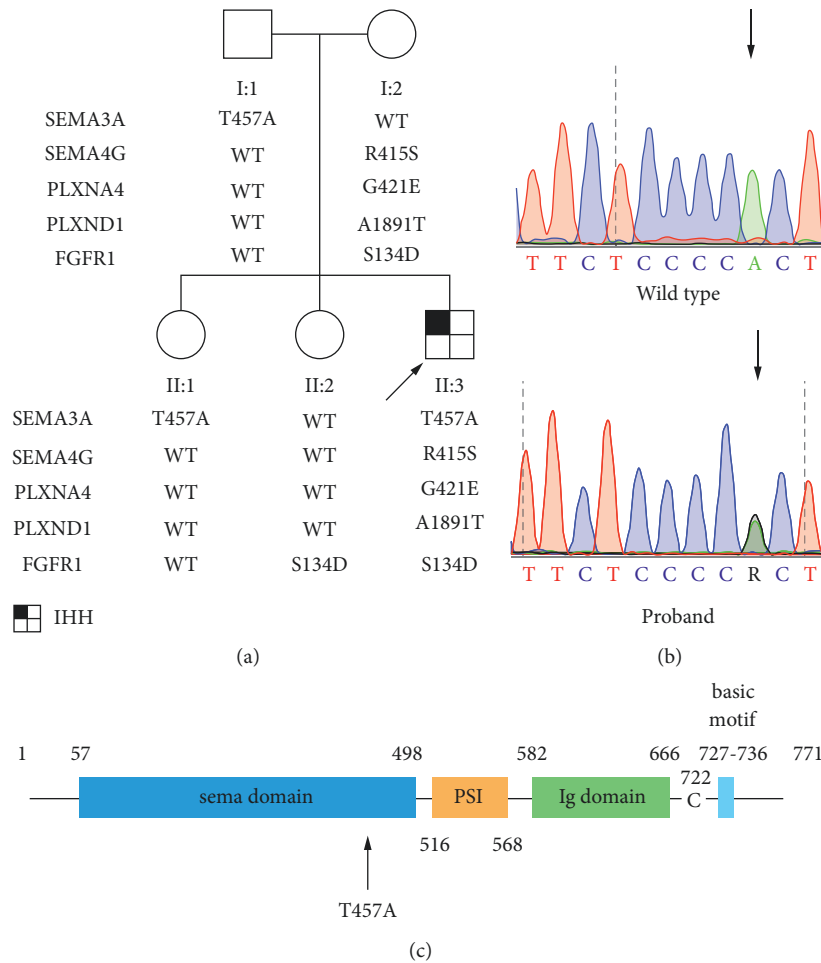 I:1 I:2
SEMA3A T457A WT
SEMA4G WT R415S
PLXNA4 WT G421E
PLXND1 WT A1891T
FGFR1 WT S134D
II:1 II:2 II:3
SEMA3A T457A WT T457A
SEMA4G WT WT R415S
PLXNA4 WT WT G421E
PLXND1 WT WT A1891T
FGFR1 WT S134D S134D
IHH
(a)
T T C T C C C C A C T
Wild type
T T C T C C C C R C T
Proband
(b)
basic
motif
1 57 498 582 666 727-736 771
722
sema domain PSI Ig domain C
516 568
T457A
(c)